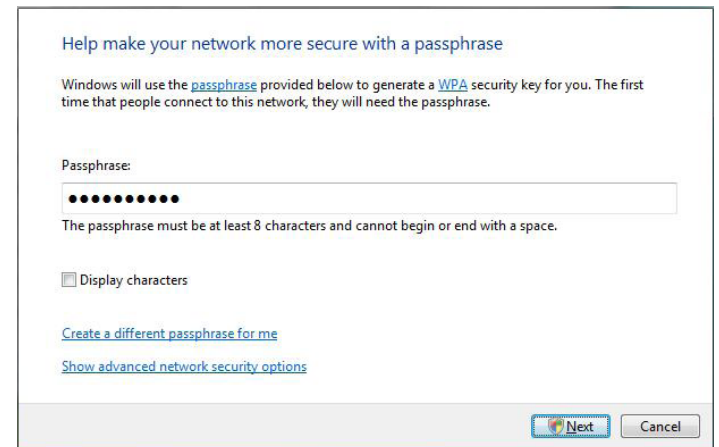 Help make your network more secure with a passphrase
Windows will use the passphrase provided below to generate a WPA security key for you. The first
time that people connect to this network, they will need the passphrase.
Passphrase:
●●●●●●●●●●
The passphrase must be at least 8 characters and cannot begin or end with a space.
Display characters
Create a different passphrase for me
Show advanced network security options
Next Cancel